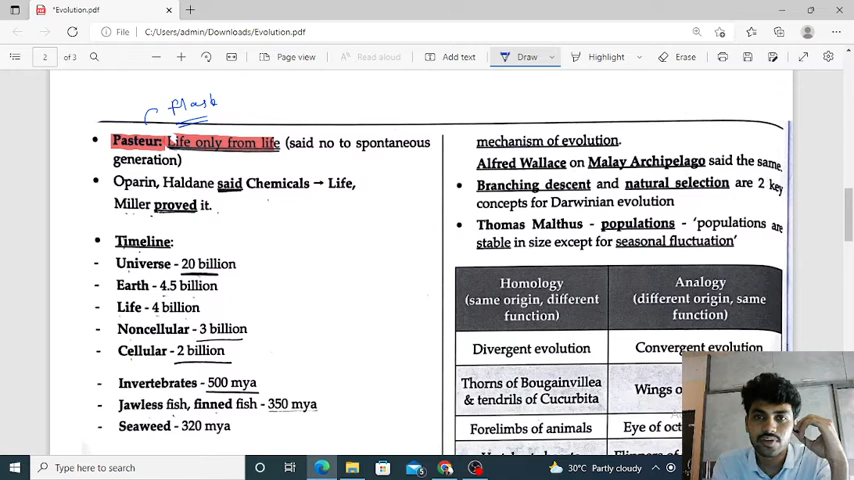 *Evolution.pdf
File
C:/Users/admin/Downloads/Evolution.pdf
2 of 3
Page view
Read aloud
Add text
Draw
Highlight
Erase
flask
• Pasteur: Life only from life (said no to spontaneous
generation)
• Oparin, Haldane said Chemicals → Life,
Miller proved it.
• Timeline:
- Universe - 20 billion
- Earth - 4.5 billion
- Life - 4 billion
- Noncellular - 3 billion
- Cellular - 2 billion
- Invertebrates - 500 mya
- Jawless fish, finned fish - 350 mya
- Seaweed - 320 mya
mechanism of evolution.
Alfred Wallace on Malay Archipelago said the same.
• Branching descent and natural selection are 2 key
concepts for Darwinian evolution
• Thomas Malthus - populations - 'populations are
stable in size except for seasonal fluctuation'
Homology
(same origin, different
function)
Analogy
(different origin, same
function)
Divergent evolution
Convergent evolution
Thorns of Bougainvillea
& tendrils of Cucurbita
Wings o
Forelimbs of animals
Eye of oct
Type here to search
5
30°C Partly cloudy